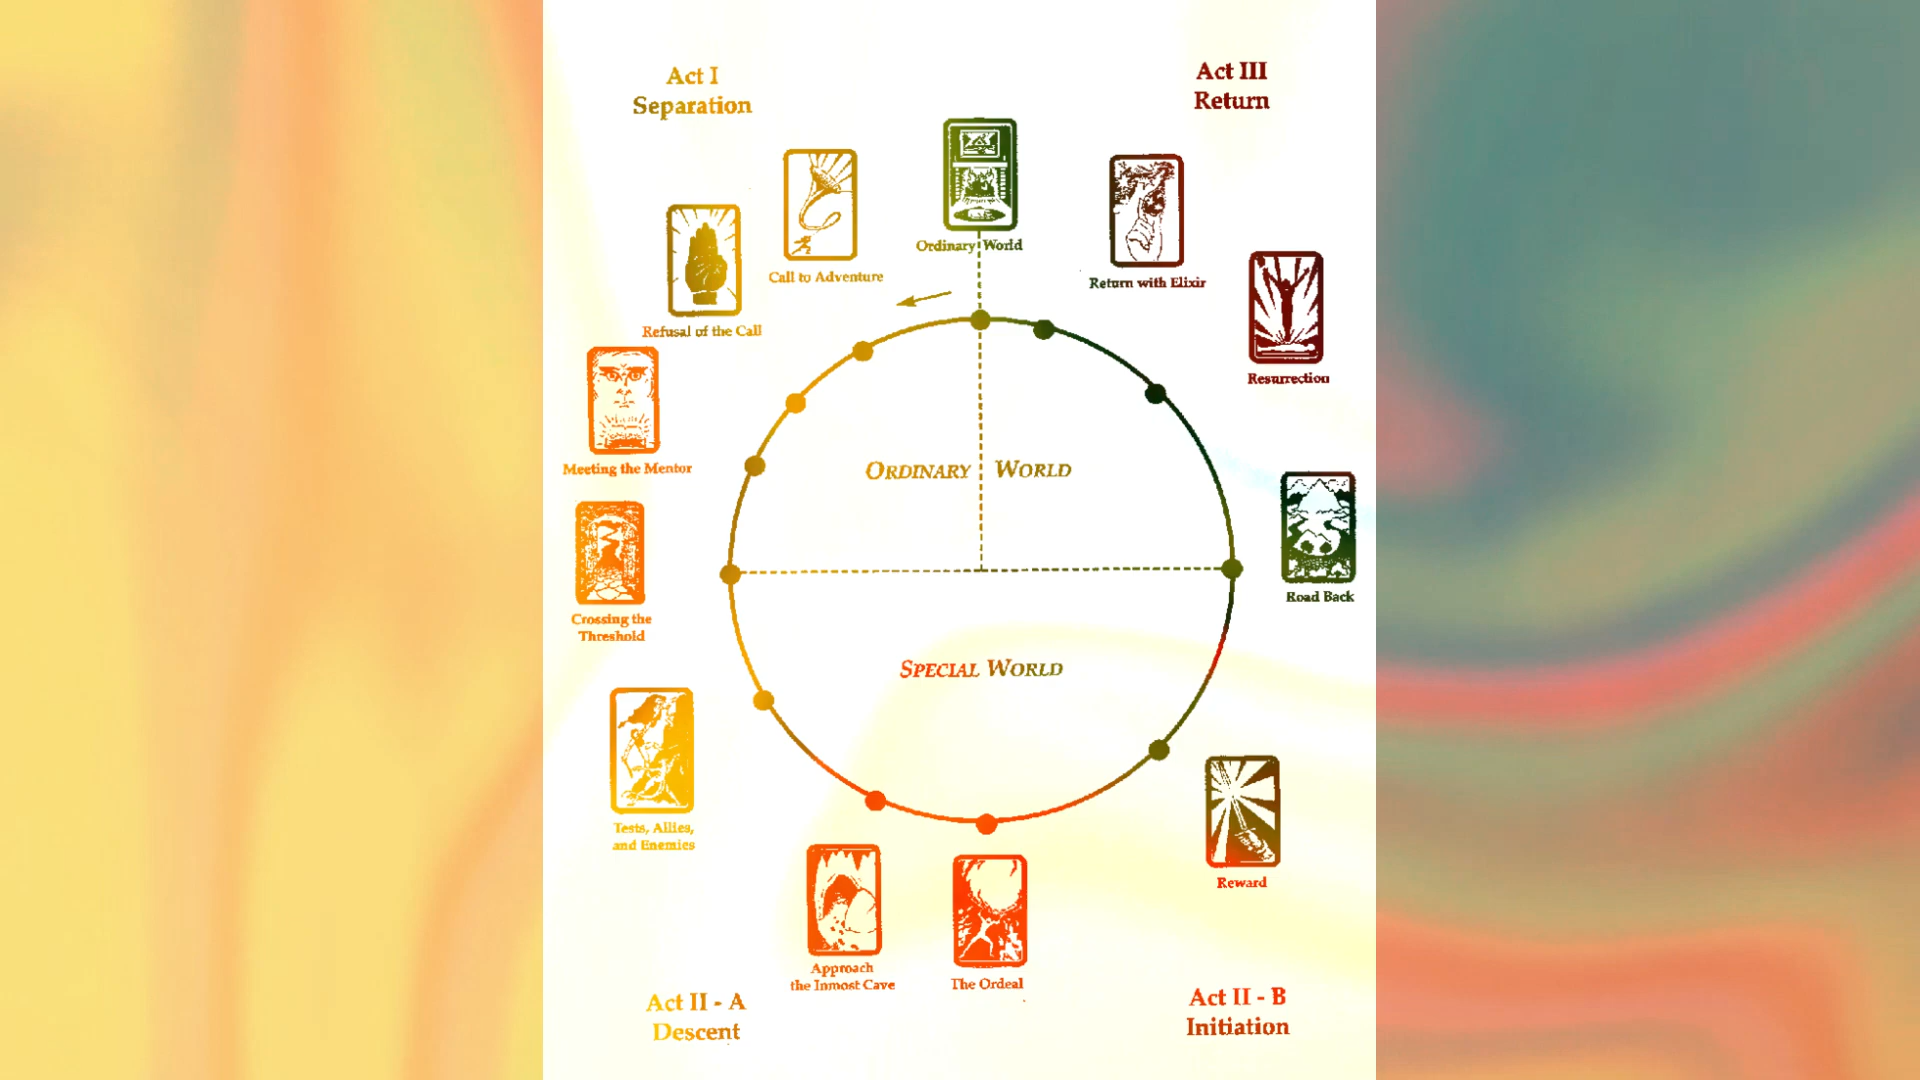 Act I
Separation
Act III
Return
Ordinary World
Call to Adventure
Return with Elixir
Refusal of the Call
Resurrection
Meeting the Mentor
ORDINARY WORLD
Road Back
Crossing the
Threshold
SPECIAL WORLD
Tests, Allies,
and Enemies
Reward
Approach
the Inmost Cave
The Ordeal
Act II - A
Descent
Act II - B
Initiation